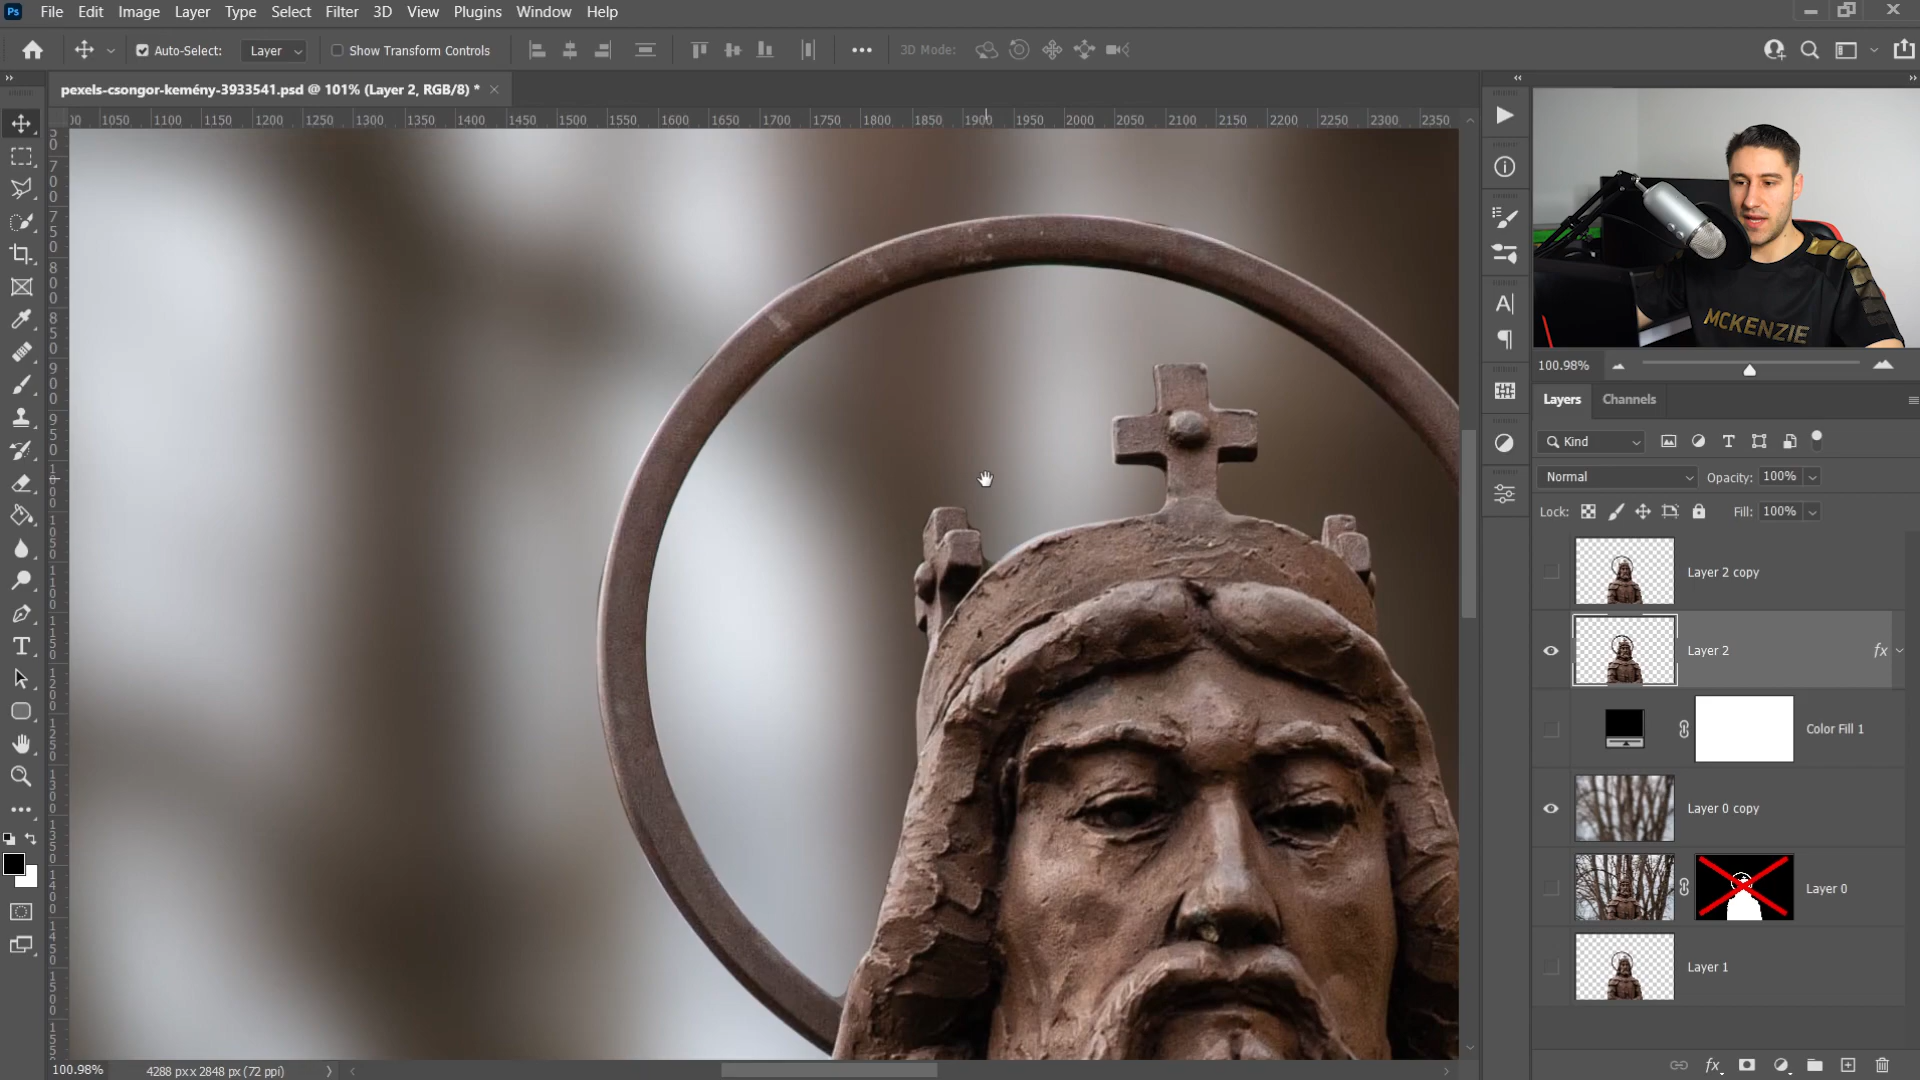 Ps File Edit Image Layer Type Select Filter 3D View Plugins Window Help
Auto-Select: Layer Show Transform Controls 3D Mode:
pexels-csongor-kemény-3933541.psd @ 101% (Layer 2, RGB/8) *
1050 1100 1150 1200 1250 1300 1350 1400 1450 1500 1550 1600 1650 1700 1750 1800 1850 1900 1950 2000 2050 2100 2150 2200 2250 2300 2350
MCKENZIE
100.98%
Layers Channels
Kind
Normal Opacity: 100%
Lock: Fill: 100%
Layer 2 copy
Layer 2 fx
Color Fill 1
Layer 0 copy
Layer 0
Layer 1
100.98% 4288 px x 2848 px (72 ppi)
fx